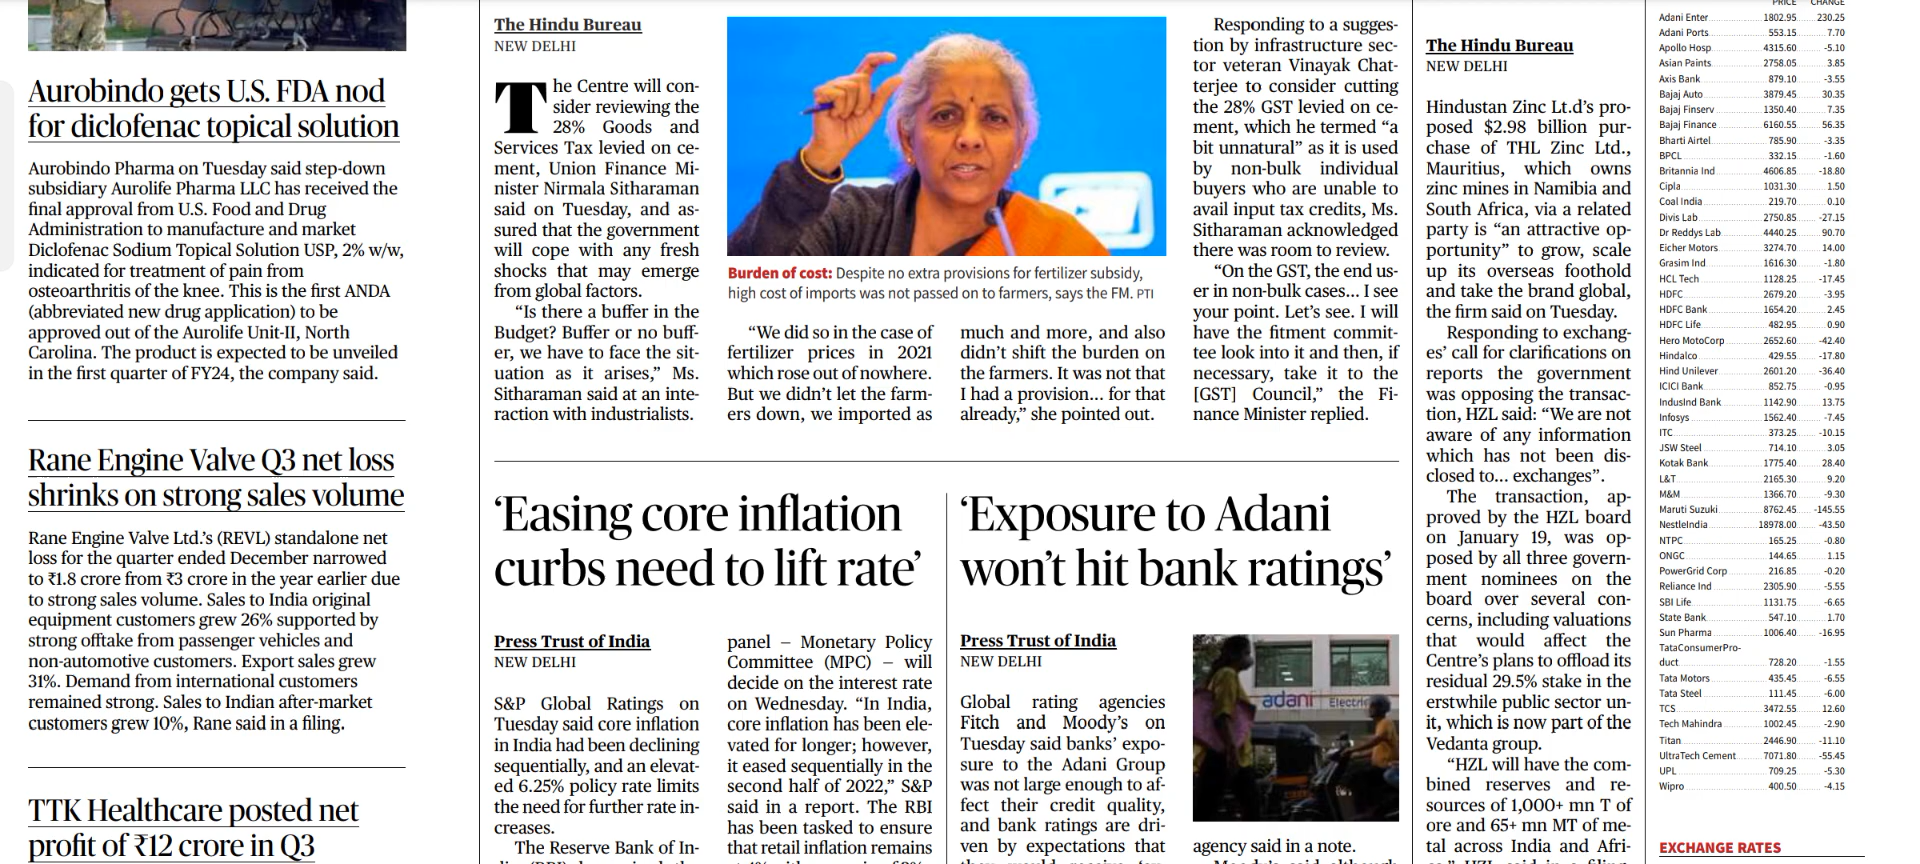 Aurobindo gets U.S. FDA nod
for diclofenac topical solution
Aurobindo Pharma on Tuesday said step-down
subsidiary Aurolife Pharma LLC has received the
final approval from U.S. Food and Drug
Administration to manufacture and market
Diclofenac Sodium Topical Solution USP, 2% w/w,
indicated for treatment of pain from
osteoarthritis of the knee. This is the first ANDA
(abbreviated new drug application) to be
approved out of the Aurolife Unit-II, North
Carolina. The product is expected to be unveiled
in the first quarter of FY24, the company said.
Rane Engine Valve Q3 net loss
shrinks on strong sales volume
Rane Engine Valve Ltd.’s (REVL) standalone net
loss for the quarter ended December narrowed
to ₹1.8 crore from ₹3 crore in the year earlier due
to strong sales volume. Sales to India original
equipment customers grew 26% supported by
strong offtake from passenger vehicles and
non-automotive customers. Export sales grew
31%. Demand from international customers
remained strong. Sales to Indian after-market
customers grew 10%, Rane said in a filing.
TTK Healthcare posted net
profit of ₹12 crore in Q3
The Hindu Bureau
NEW DELHI
The Centre will con-
sider reviewing the
28% Goods and
Services Tax levied on ce-
ment, Union Finance Mi-
nister Nirmala Sitharaman
said on Tuesday, and as-
sured that the government
will cope with any fresh
shocks that may emerge
from global factors.
“Is there a buffer in the
Budget? Buffer or no buff-
er, we have to face the sit-
uation as it arises,” Ms.
Sitharaman said at an inte-
raction with industrialists.
Burden of cost: Despite no extra provisions for fertilizer subsidy,
high cost of imports was not passed on to farmers, says the FM. PTI
“We did so in the case of
fertilizer prices in 2021
which rose out of nowhere.
But we didn’t let the farm-
ers down, we imported as
much and more, and also
didn’t shift the burden on
the farmers. It was not that
I had a provision... for that
already,” she pointed out.
Responding to a sugges-
tion by infrastructure sec-
tor veteran Vinayak Chat-
terjee to consider cutting
the 28% GST levied on ce-
ment, which he termed “a
bit unnatural” as it is used
by non-bulk individual
buyers who are unable to
avail input tax credits, Ms.
Sitharaman acknowledged
there was room to review.
“On the GST, the end us-
er in non-bulk cases... I see
your point. Let’s see. I will
have the fitment commit-
tee look into it and then, if
necessary, take it to the
[GST] Council,” the Fi-
nance Minister replied.
‘Easing core inflation
curbs need to lift rate’
Press Trust of India
NEW DELHI
S&P Global Ratings on
Tuesday said core inflation
in India had been declining
sequentially, and an elevat-
ed 6.25% policy rate limits
the need for further rate in-
creases.
The Reserve Bank of In-
panel – Monetary Policy
Committee (MPC) – will
decide on the interest rate
on Wednesday. “In India,
core inflation has been ele-
vated for longer; however,
it eased sequentially in the
second half of 2022,” S&P
said in a report. The RBI
has been tasked to ensure
that retail inflation remains
‘Exposure to Adani
won’t hit bank ratings’
Press Trust of India
NEW DELHI
Global rating agencies
Fitch and Moody’s on
Tuesday said banks’ expo-
sure to the Adani Group
was not large enough to af-
fect their credit quality,
and bank ratings are dri-
ven by expectations that
adani Electric
agency said in a note.
The Hindu Bureau
NEW DELHI
Hindustan Zinc Lt.d’s pro-
posed $2.98 billion pur-
chase of THL Zinc Ltd.,
Mauritius, which owns
zinc mines in Namibia and
South Africa, via a related
party is “an attractive op-
portunity” to grow, scale
up its overseas foothold
and take the brand global,
the firm said on Tuesday.
Responding to exchang-
es’ call for clarifications on
reports the government
was opposing the transac-
tion, HZL said: “We are not
aware of any information
which has not been dis-
closed to... exchanges”.
The transaction, ap-
proved by the HZL board
on January 19, was op-
posed by all three govern-
ment nominees on the
board over several con-
cerns, including valuations
that would affect the
Centre’s plans to offload its
residual 29.5% stake in the
erstwhile public sector un-
it, which is now part of the
Vedanta group.
“HZL will have the com-
bined reserves and re-
sources of 1,000+ mn T of
ore and 65+ mn MT of me-
tal across India and Afri-
PRICE CHANGE
Adani Enter 1802.95 230.25
Adani Ports 553.15 7.70
Apollo Hosp 4315.60 -5.10
Asian Paints 2758.05 3.85
Axis Bank 879.10 -3.55
Bajaj Auto 3879.45 30.35
Bajaj Finserv 1350.40 7.35
Bajaj Finance 6160.55 56.35
Bharti Airtel 785.90 -3.35
BPCL 332.15 -1.60
Britannia Ind 4606.85 -18.80
Cipla 1031.30 1.50
Coal India 219.70 0.10
Divis Lab 2750.85 -27.15
Dr Reddys Lab 4440.25 90.70
Eicher Motors 3274.70 14.00
Grasim Ind 1616.30 -1.80
HCL Tech 1128.25 -17.45
HDFC 2679.20 -3.95
HDFC Bank 1654.20 2.45
HDFC Life 482.95 0.90
Hero MotoCorp 2652.60 -42.40
Hindalco 429.55 -17.80
Hind Unilever 2601.20 -36.40
ICICI Bank 852.75 -0.95
IndusInd Bank 1142.90 13.75
Infosys 1562.40 -7.45
ITC 373.25 -10.15
JSW Steel 714.10 3.05
Kotak Bank 1775.40 28.40
L&T 2165.30 9.20
M&M 1366.70 -9.30
Maruti Suzuki 8762.45 -145.55
NestleIndia 18978.00 -43.50
NTPC 165.25 -0.80
ONGC 144.65 1.15
PowerGrid Corp 216.85 -0.20
Reliance Ind 2305.90 -5.55
SBI Life 1131.75 -6.65
State Bank 547.10 1.70
Sun Pharma 1006.40 -16.95
TataConsumerPro-
duct 728.20 -1.55
Tata Motors 435.45 -6.55
Tata Steel 111.45 -6.00
TCS 3472.55 12.60
Tech Mahindra 1002.45 -2.90
Titan 2446.90 -11.10
UltraTech Cement 7071.80 -55.45
UPL 709.25 -5.30
Wipro 400.50 -4.15
EXCHANGE RATES